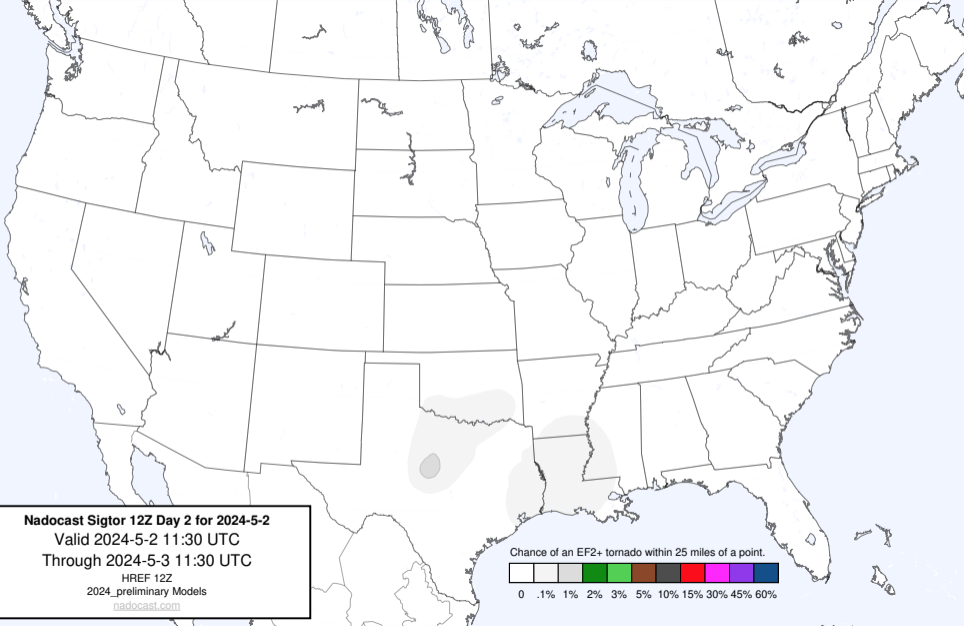 Nadocast Sigtor 12Z Day 2 for 2024-5-2
Valid 2024-5-2 11:30 UTC
Through 2024-5-3 11:30 UTC
HREF 12Z
2024_preliminary Models
nadocast.com
Chance of an EF2+ tornado within 25 miles of a point.
0 .1% 1% 2% 3% 5% 10% 15% 30% 45% 60%